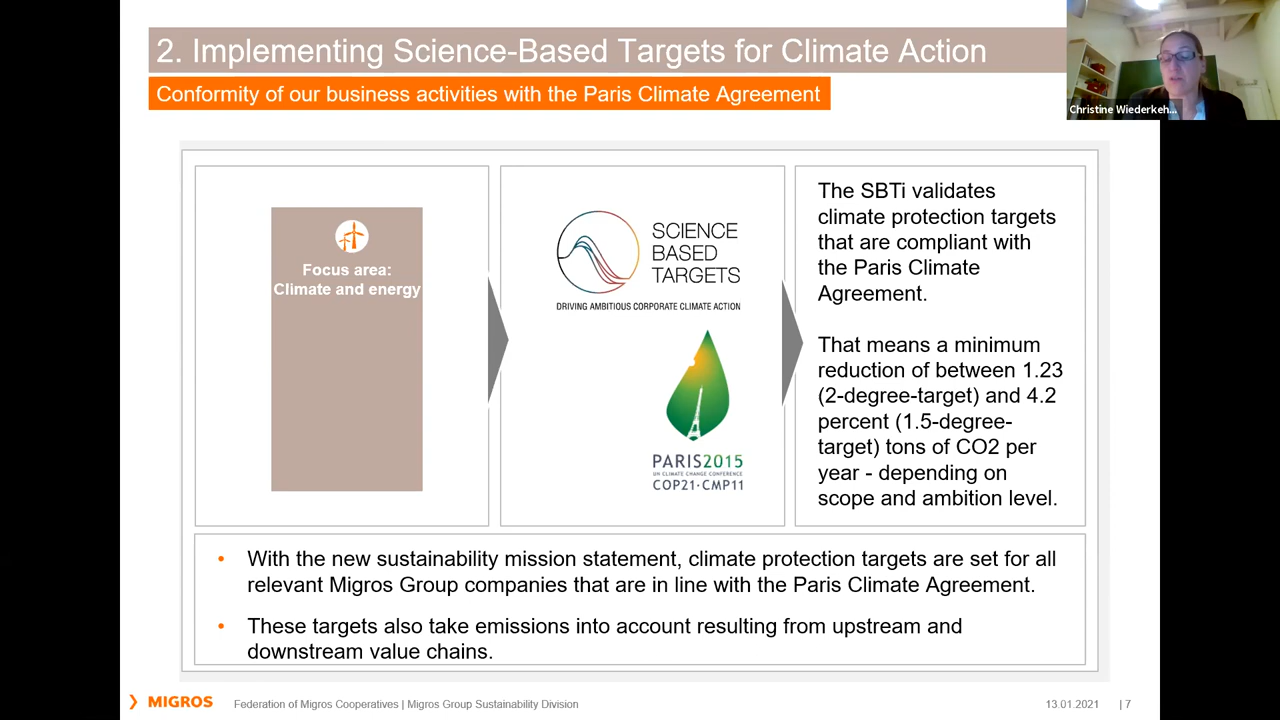 2. Implementing Science-Based Targets for Climate Action
Conformity of our business activities with the Paris Climate Agreement
Christine Wiederkeh...
Focus area:
Climate and energy
SCIENCE
BASED
TARGETS
DRIVING AMBITIOUS CORPORATE CLIMATE ACTION
PARIS2015
UN CLIMATE CHANGE CONFERENCE
COP21·CMP11
The SBTi validates
climate protection targets
that are compliant with
the Paris Climate
Agreement.
That means a minimum
reduction of between 1.23
(2-degree-target) and 4.2
percent (1.5-degree-
target) tons of CO2 per
year - depending on
scope and ambition level.
• With the new sustainability mission statement, climate protection targets are set for all
relevant Migros Group companies that are in line with the Paris Climate Agreement.
• These targets also take emissions into account resulting from upstream and
downstream value chains.
MIGROS
Federation of Migros Cooperatives | Migros Group Sustainability Division
13.01.2021 | 7